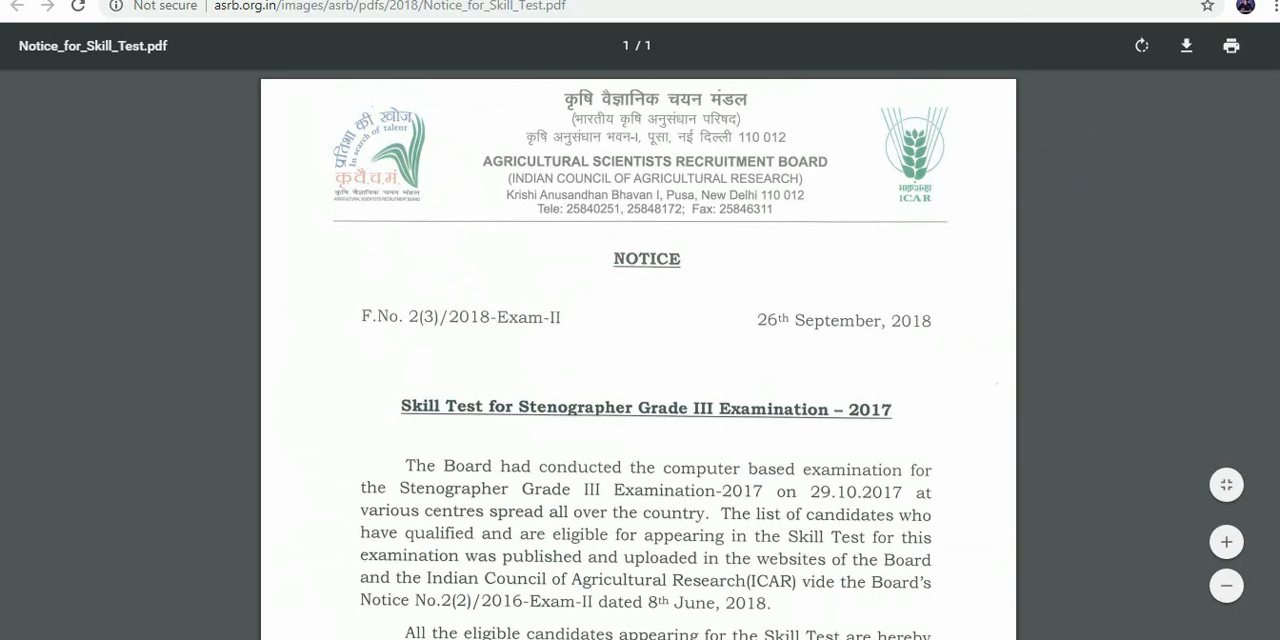 Not secure | asrb.org.in/images/asrb/pdfs/2018/Notice_for_Skill_Test.pdf
Notice_for_Skill_Test.pdf
1 / 1
प्रतिभा की खोज
In search of talent
कृ.वै.च.मं.
कृषि वैज्ञानिक चयन मंडल
AGRICULTURAL SCIENTISTS RECRUITMENT BOARD
कृषि वैज्ञानिक चयन मंडल
(भारतीय कृषि अनुसंधान परिषद)
कृषि अनुसंधान भवन-I, पूसा, नई दिल्ली 110 012
AGRICULTURAL SCIENTISTS RECRUITMENT BOARD
(INDIAN COUNCIL OF AGRICULTURAL RESEARCH)
Krishi Anusandhan Bhavan I, Pusa, New Delhi 110 012
Tele: 25840251, 25848172; Fax: 25846311
भाकृअनुप
ICAR
NOTICE
F.No. 2(3)/2018-Exam-II
26th September, 2018
Skill Test for Stenographer Grade III Examination – 2017
The Board had conducted the computer based examination for
the Stenographer Grade III Examination-2017 on 29.10.2017 at
various centres spread all over the country. The list of candidates who
have qualified and are eligible for appearing in the Skill Test for this
examination was published and uploaded in the websites of the Board
and the Indian Council of Agricultural Research(ICAR) vide the Board's
Notice No.2(2)/2016-Exam-II dated 8th June, 2018.
All the eligible candidates appearing for the Skill Test are hereby